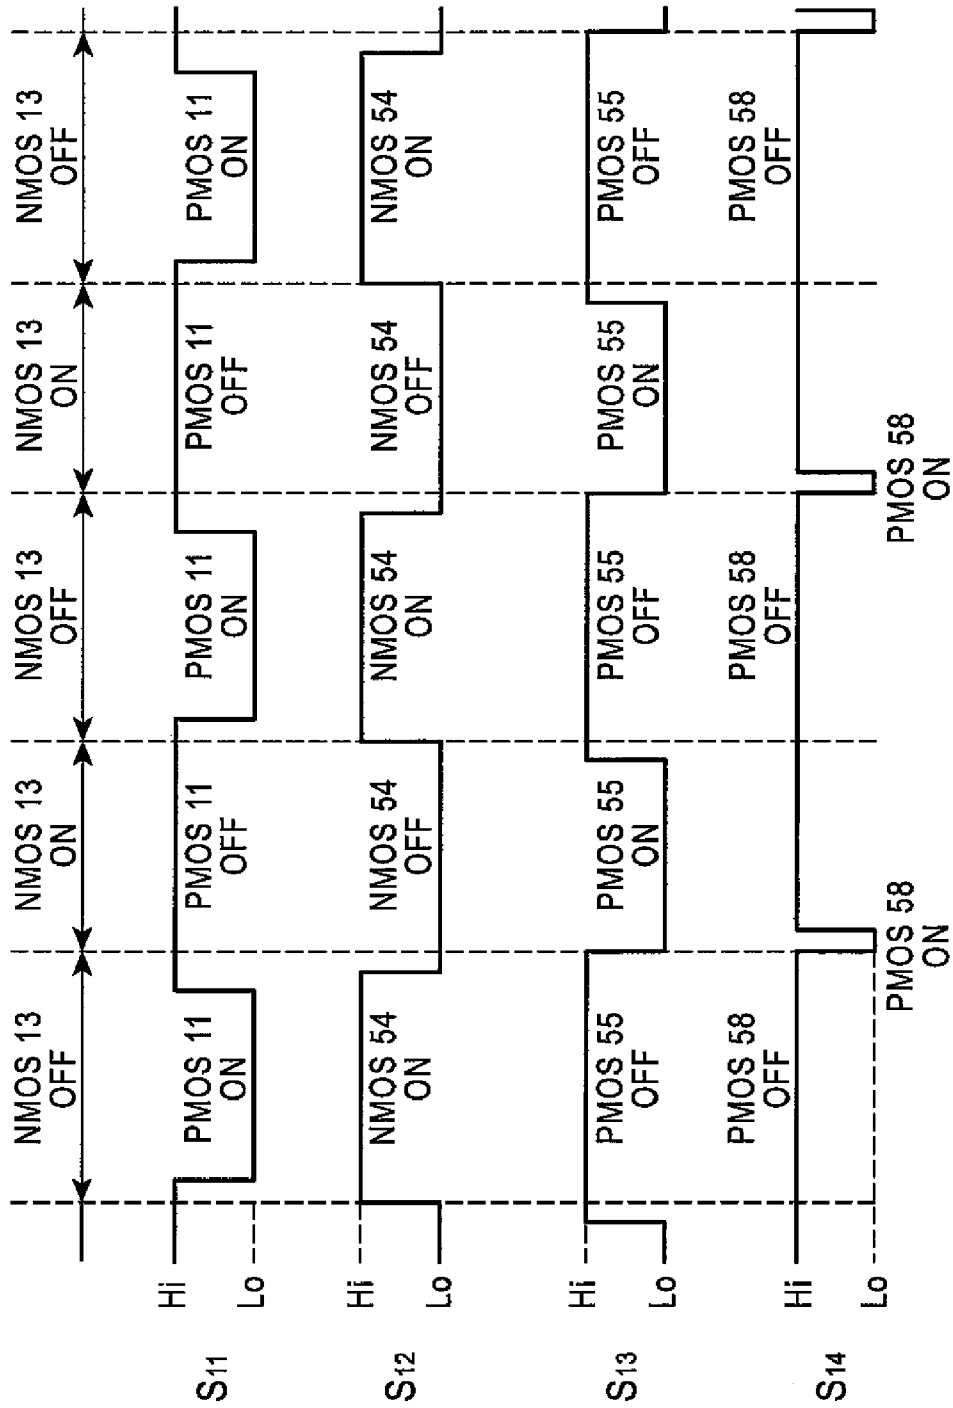 NMOS 13
OFF
NMOS 13
ON
NMOS 13
OFF
NMOS 13
ON
NMOS 13
OFF
S11
Hi
Lo
PMOS 11
ON
PMOS 11
OFF
PMOS 11
ON
PMOS 11
OFF
PMOS 11
ON
S12
Hi
Lo
NMOS 54
ON
NMOS 54
OFF
NMOS 54
ON
NMOS 54
OFF
NMOS 54
ON
S13
Hi
Lo
PMOS 55
OFF
PMOS 55
ON
PMOS 55
OFF
PMOS 55
ON
PMOS 55
OFF
S14
Hi
Lo
PMOS 58
OFF
PMOS 58
ON
PMOS 58
OFF
PMOS 58
ON
PMOS 58
OFF